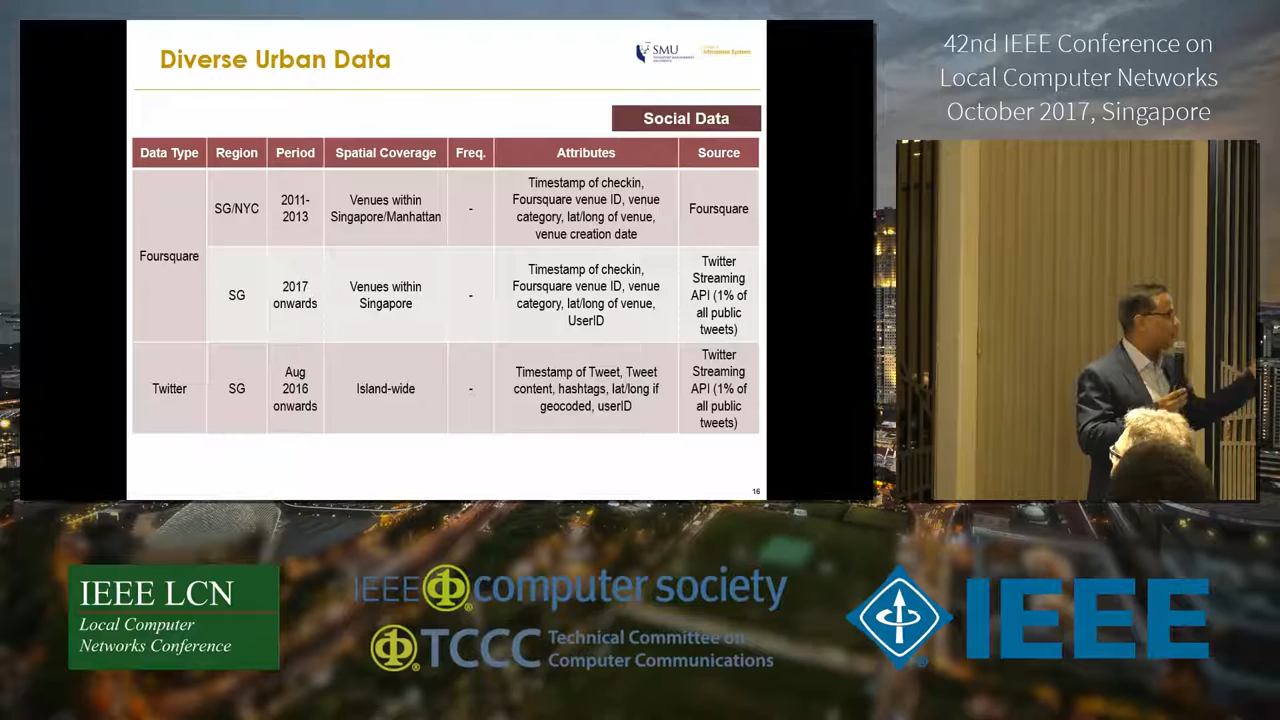 Diverse Urban Data
SMU
Information Systems
Social Data
Data Type Region Period Spatial Coverage Freq. Attributes Source
Foursquare
SG/NYC
2011-
2013
Venues within
Singapore/Manhattan
-
Timestamp of checkin,
Foursquare venue ID, venue
category, lat/long of venue,
venue creation date
Foursquare
SG
2017
onwards
Venues within
Singapore
-
Timestamp of checkin,
Foursquare venue ID, venue
category, lat/long of venue,
UserID
Twitter
Streaming
API (1% of
all public
tweets)
Twitter
SG
Aug
2016
onwards
Island-wide
-
Timestamp of Tweet, Tweet
content, hashtags, lat/long if
geocoded, userID
Twitter
Streaming
API (1% of
all public
tweets)
16
42nd IEEE Conference on
Local Computer Networks
October 2017, Singapore
IEEE LCN
Local Computer
Networks Conference
IEEE computer society
TCCC Technical Committee on
Computer Communications
IEEE